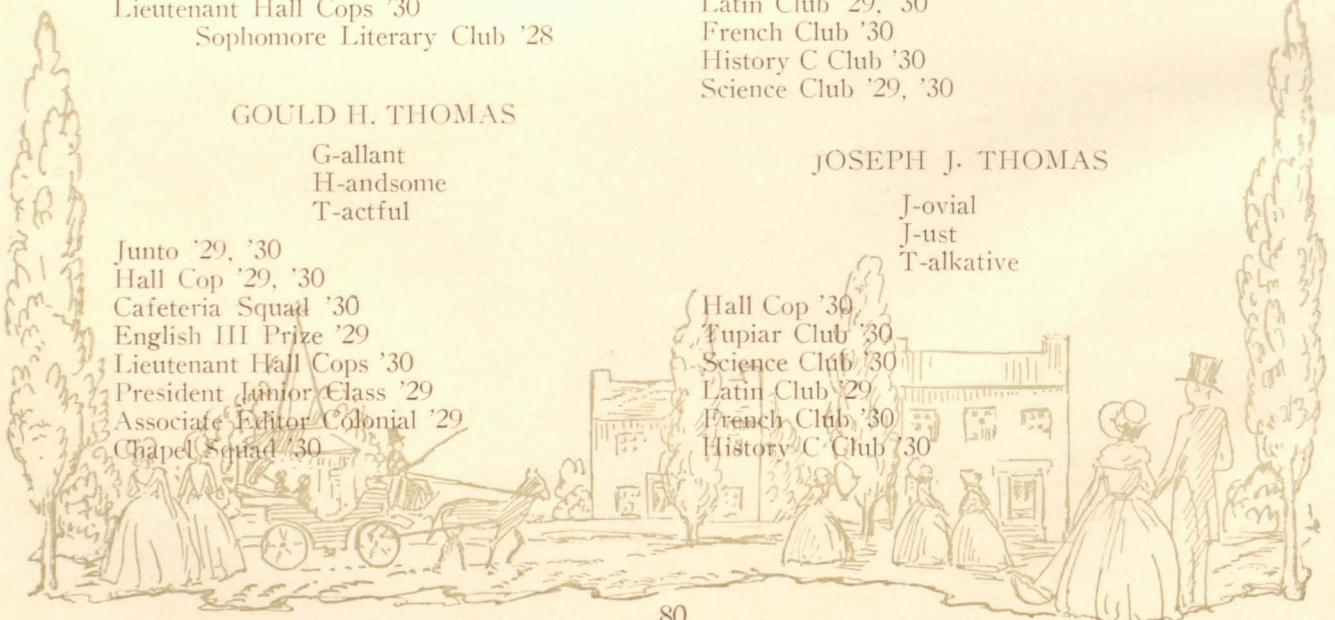 Lieutenant Hall Cops '30
Sophomore Literary Club '28
GOULD H. THOMAS
G-allant
H-andsome
T-actful
Junto '29, '30
Hall Cop '29, '30
Cafeteria Squad '30
English III Prize '29
Lieutenant Hall Cops '30
President Junior Class '29
Associate Editor Colonial '29
Chapel Squad '30
Latin Club '29, '30
French Club '30
History C Club '30
Science Club '29, '30
JOSEPH J. THOMAS
J-ovial
J-ust
T-alkative
Hall Cop '30
Tupiar Club '30
Science Club '30
Latin Club '29
French Club '30
History C Club '30
80